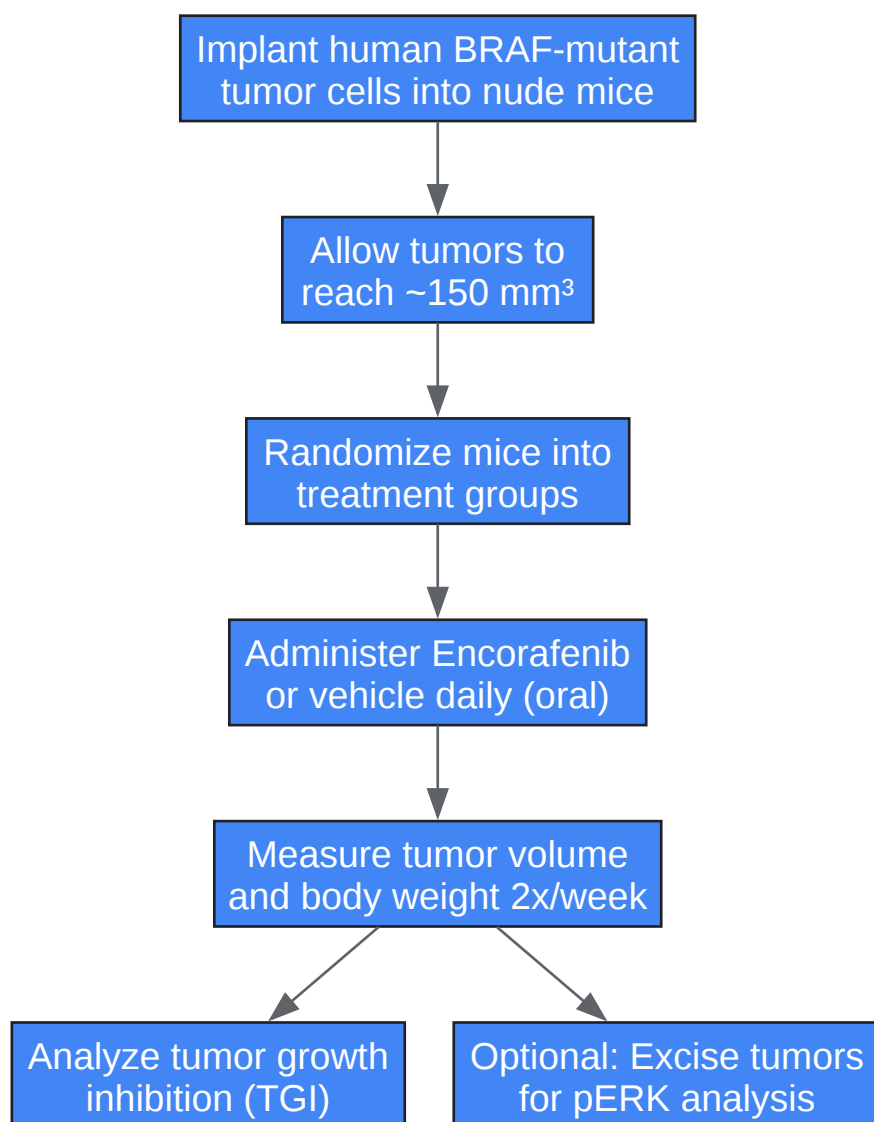 Implant human BRAF-mutant
tumor cells into nude mice
Allow tumors to
reach ~150 mm³
Randomize mice into
treatment groups
Administer Encorafenib
or vehicle daily (oral)
Measure tumor volume
and body weight 2x/week
Analyze tumor growth
inhibition (TGI)
Optional: Excise tumors
for pERK analysis